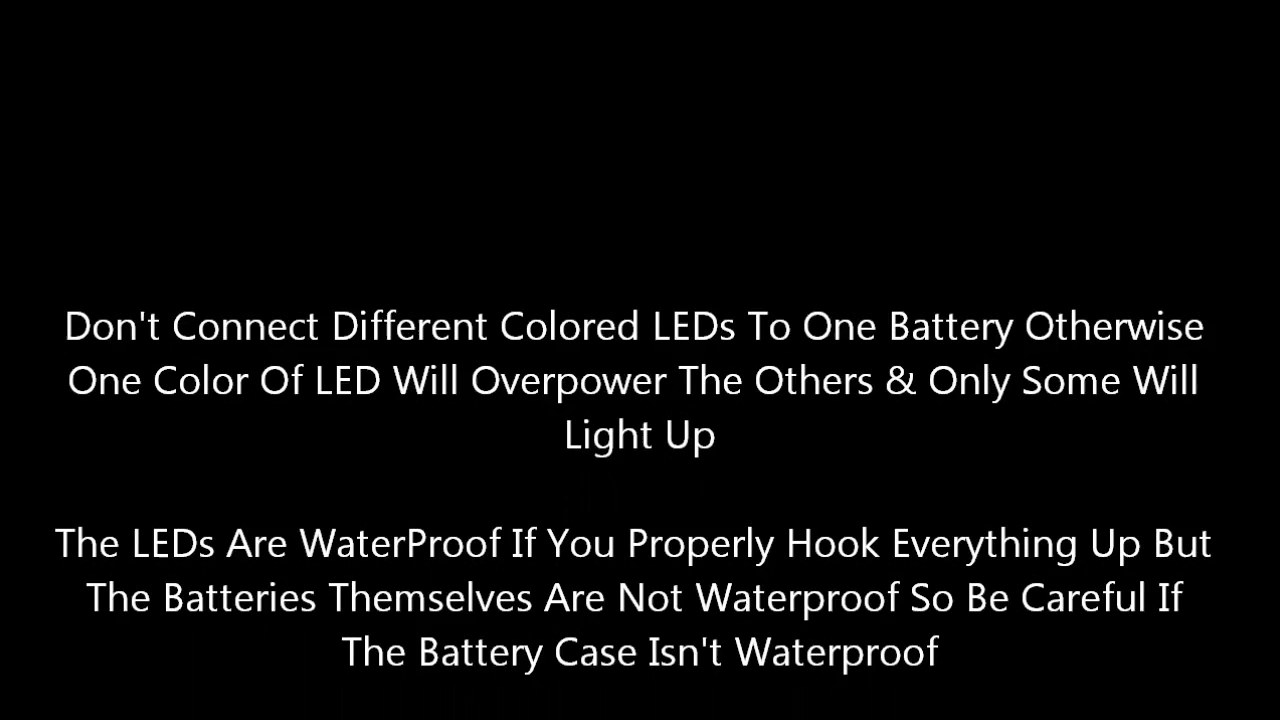 Don't Connect Different Colored LEDs To One Battery Otherwise
One Color Of LED Will Overpower The Others & Only Some Will
Light Up
The LEDs Are WaterProof If You Properly Hook Everything Up But
The Batteries Themselves Are Not Waterproof So Be Careful If
The Battery Case Isn't Waterproof